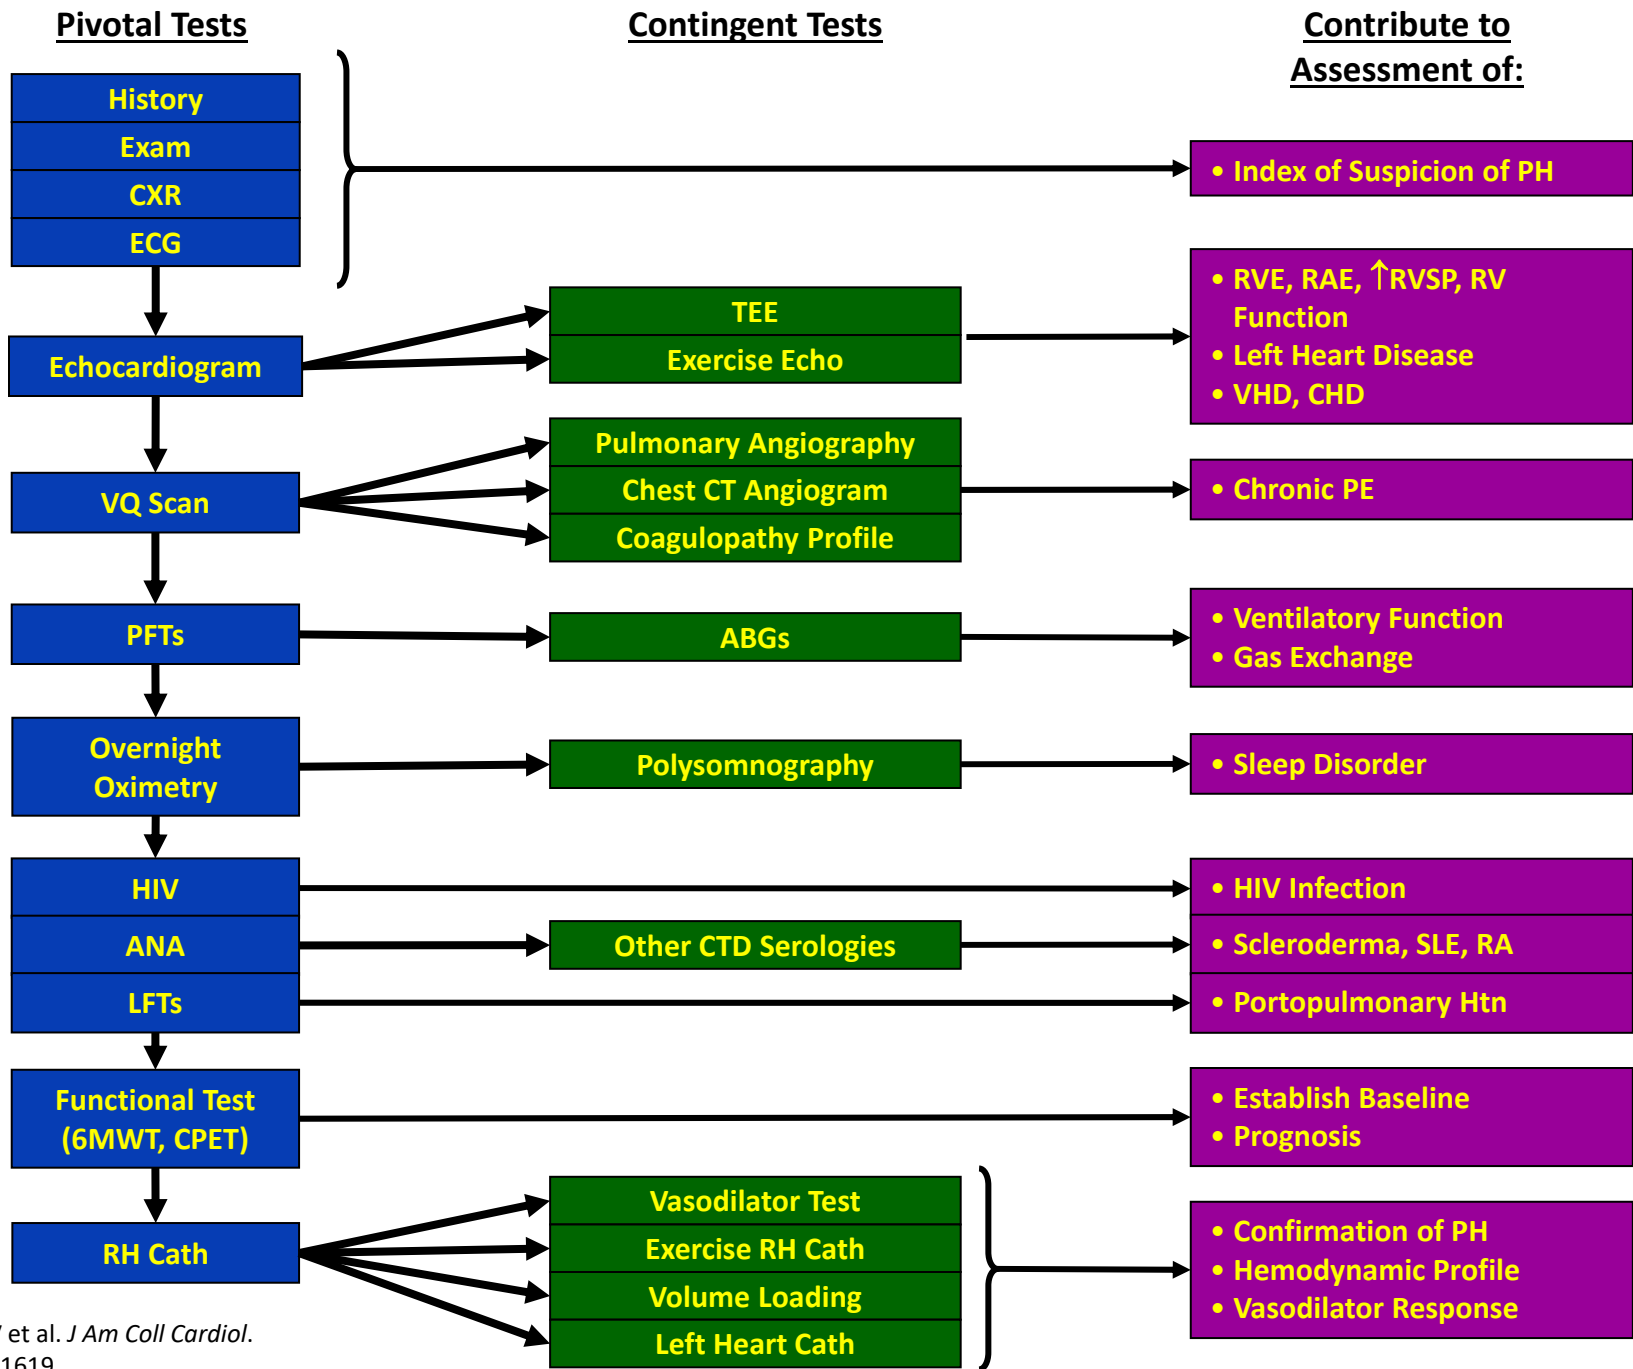 Pivotal Tests
Contingent Tests
Contribute to
Assessment of:
History
Exam
CXR
ECG
• Index of Suspicion of PH
Echocardiogram
TEE
Exercise Echo
• RVE, RAE, ↑RVSP, RV
Function
• Left Heart Disease
• VHD, CHD
VQ Scan
Pulmonary Angiography
Chest CT Angiogram
Coagulopathy Profile
• Chronic PE
PFTs
ABGs
• Ventilatory Function
• Gas Exchange
Overnight
Oximetry
Polysomnography
• Sleep Disorder
HIV
• HIV Infection
ANA
Other CTD Serologies
• Scleroderma, SLE, RA
LFTs
• Portopulmonary Htn
Functional Test
(6MWT, CPET)
• Establish Baseline
• Prognosis
RH Cath
Vasodilator Test
Exercise RH Cath
Volume Loading
Left Heart Cath
• Confirmation of PH
• Hemodynamic Profile
• Vasodilator Response
et al. J Am Coll Cardiol.
1619